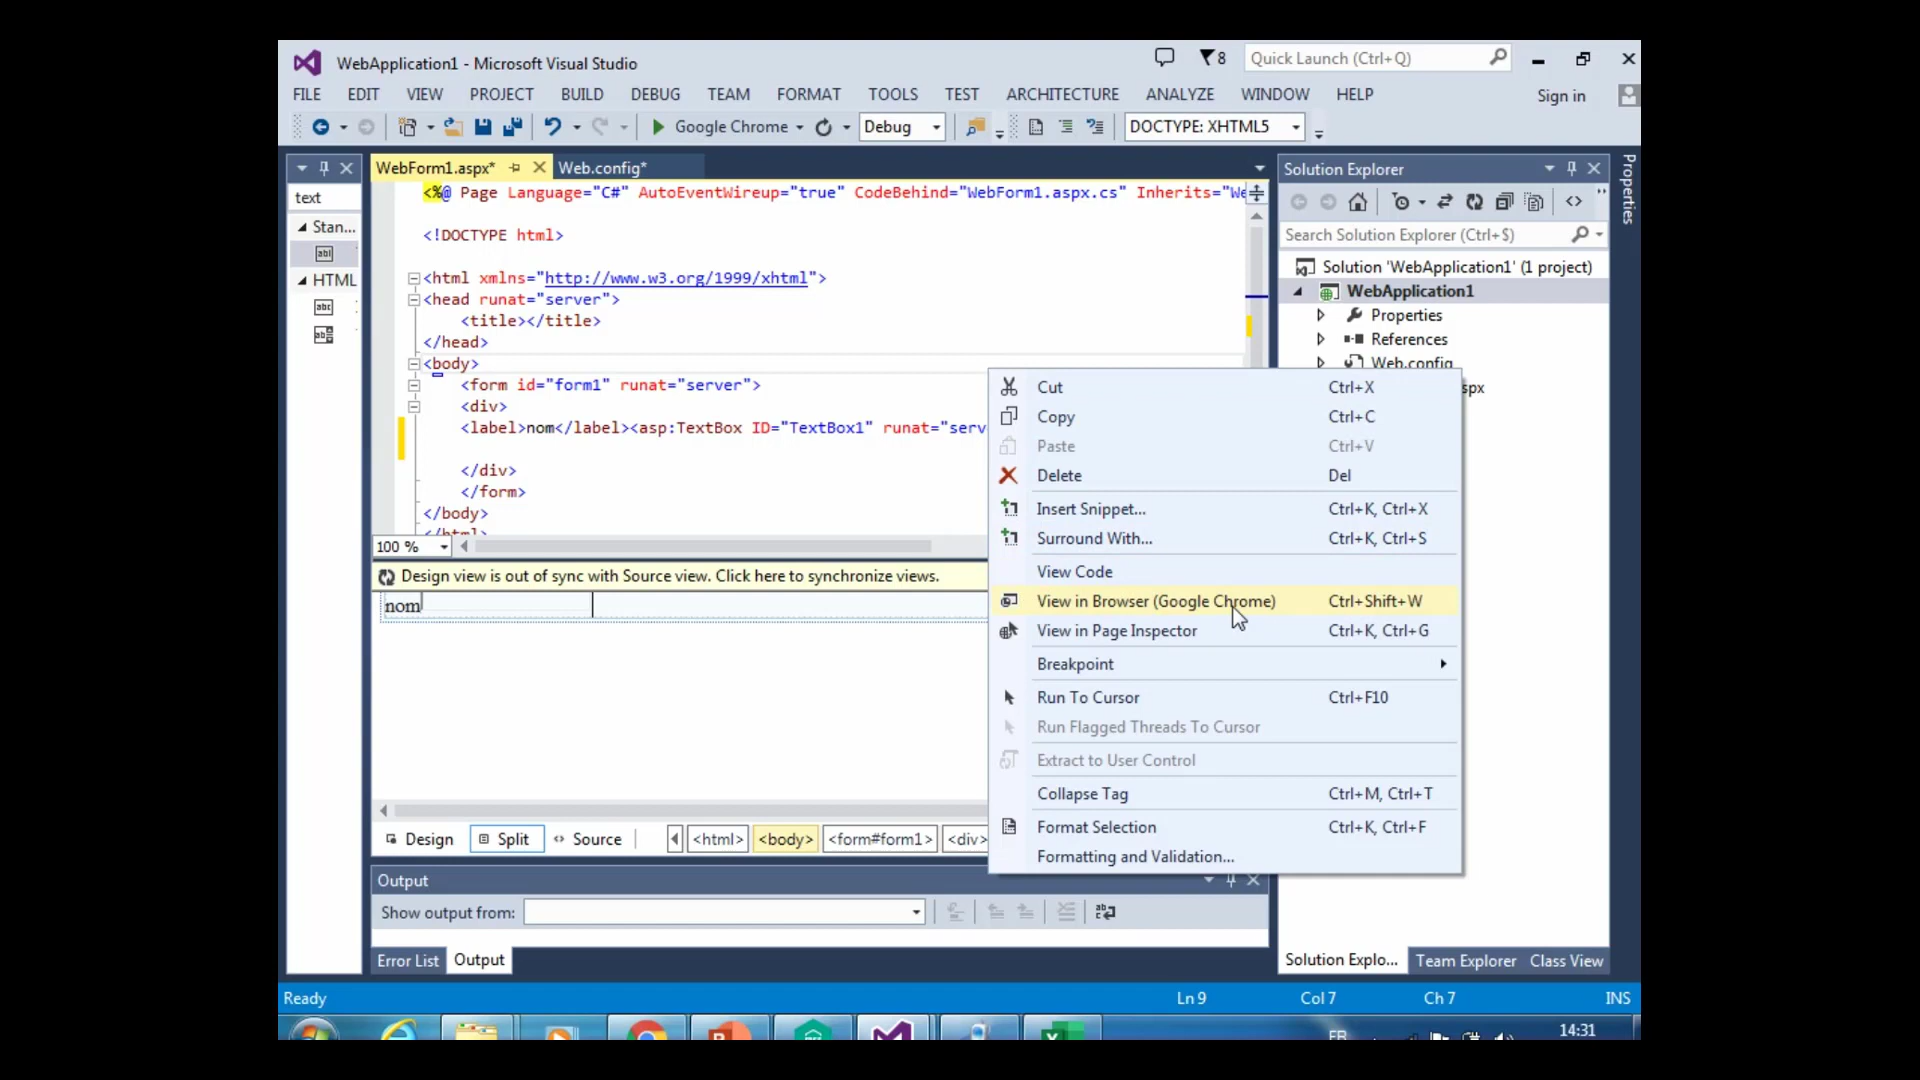 WebApplication1 - Microsoft Visual Studio
8
Quick Launch (Ctrl+Q)
FILE EDIT VIEW PROJECT BUILD DEBUG TEAM FORMAT TOOLS TEST ARCHITECTURE ANALYZE WINDOW HELP
Sign in
Google Chrome
Debug
DOCTYPE: XHTML5
text
Stan...
HTML
WebForm1.aspx*
Web.config*
<%@ Page Language="C#" AutoEventWireup="true" CodeBehind="WebForm1.aspx.cs" Inherits="We
<!DOCTYPE html>
<html xmlns="http://www.w3.org/1999/xhtml">
<head runat="server">
<title></title>
</head>
<body>
<form id="form1" runat="server">
<div>
<label>nom</label><asp:TextBox ID="TextBox1" runat="serv
</div>
</form>
</body>
</html>
100 %
Design view is out of sync with Source view. Click here to synchronize views.
nom
Design
Split
Source
<html>
<body>
<form#form1>
<div>
Output
Show output from:
Error List
Output
Cut Ctrl+X
Copy Ctrl+C
Paste Ctrl+V
Delete Del
Insert Snippet... Ctrl+K, Ctrl+X
Surround With... Ctrl+K, Ctrl+S
View Code
View in Browser (Google Chrome) Ctrl+Shift+W
View in Page Inspector Ctrl+K, Ctrl+G
Breakpoint
Run To Cursor Ctrl+F10
Run Flagged Threads To Cursor
Extract to User Control
Collapse Tag Ctrl+M, Ctrl+T
Format Selection Ctrl+K, Ctrl+F
Formatting and Validation...
Solution Explorer
Search Solution Explorer (Ctrl+$)
Solution 'WebApplication1' (1 project)
WebApplication1
Properties
References
Web.config
spx
Solution Explo...
Team Explorer
Class View
Properties
Ready
Ln 9
Col 7
Ch 7
INS
FR
14:31